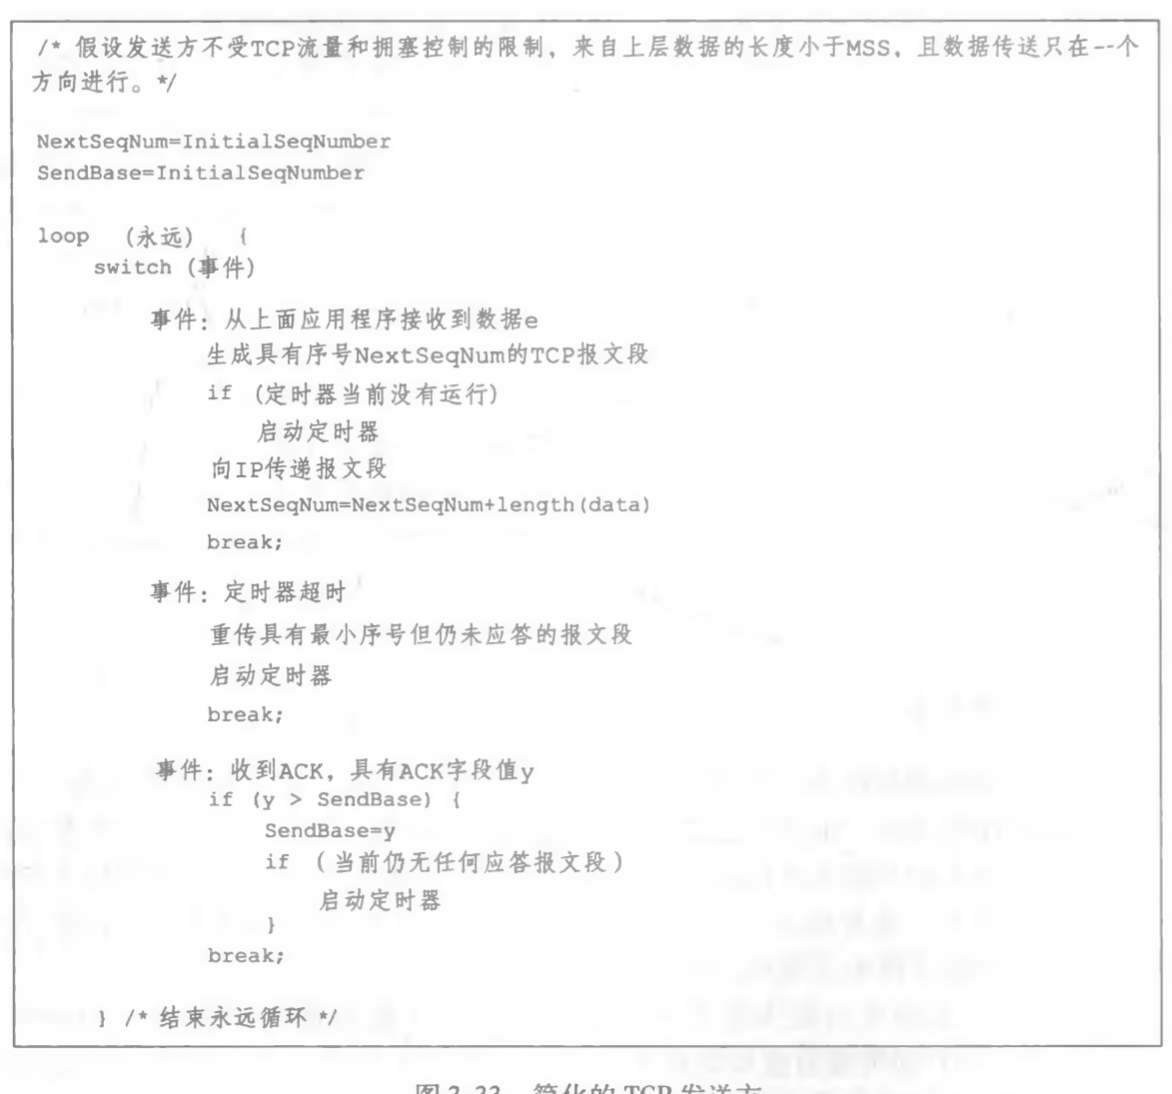 /* 假设发送方不受TCP流量和拥塞控制的限制，来自上层数据的长度小于MSS，且数据传送只在--个
方向进行。*/
NextSeqNum=InitialSeqNumber
SendBase=InitialSeqNumber
loop （永远） {
switch（事件）
事件：从上面应用程序接收到数据e
生成具有序号NextSeqNum的TCP报文段
if （定时器当前没有运行）
启动定时器
向IP传递报文段
NextSeqNum=NextSeqNum+length(data)
break;
事件：定时器超时
重传具有最小序号但仍未应答的报文段
启动定时器
break;
事件：收到ACK，具有ACK字段值y
if (y > SendBase) {
SendBase=y
if （当前仍无任何应答报文段）
启动定时器
}
break;
} /* 结束永远循环 */
图 3-33 简化的 TCP 发送方